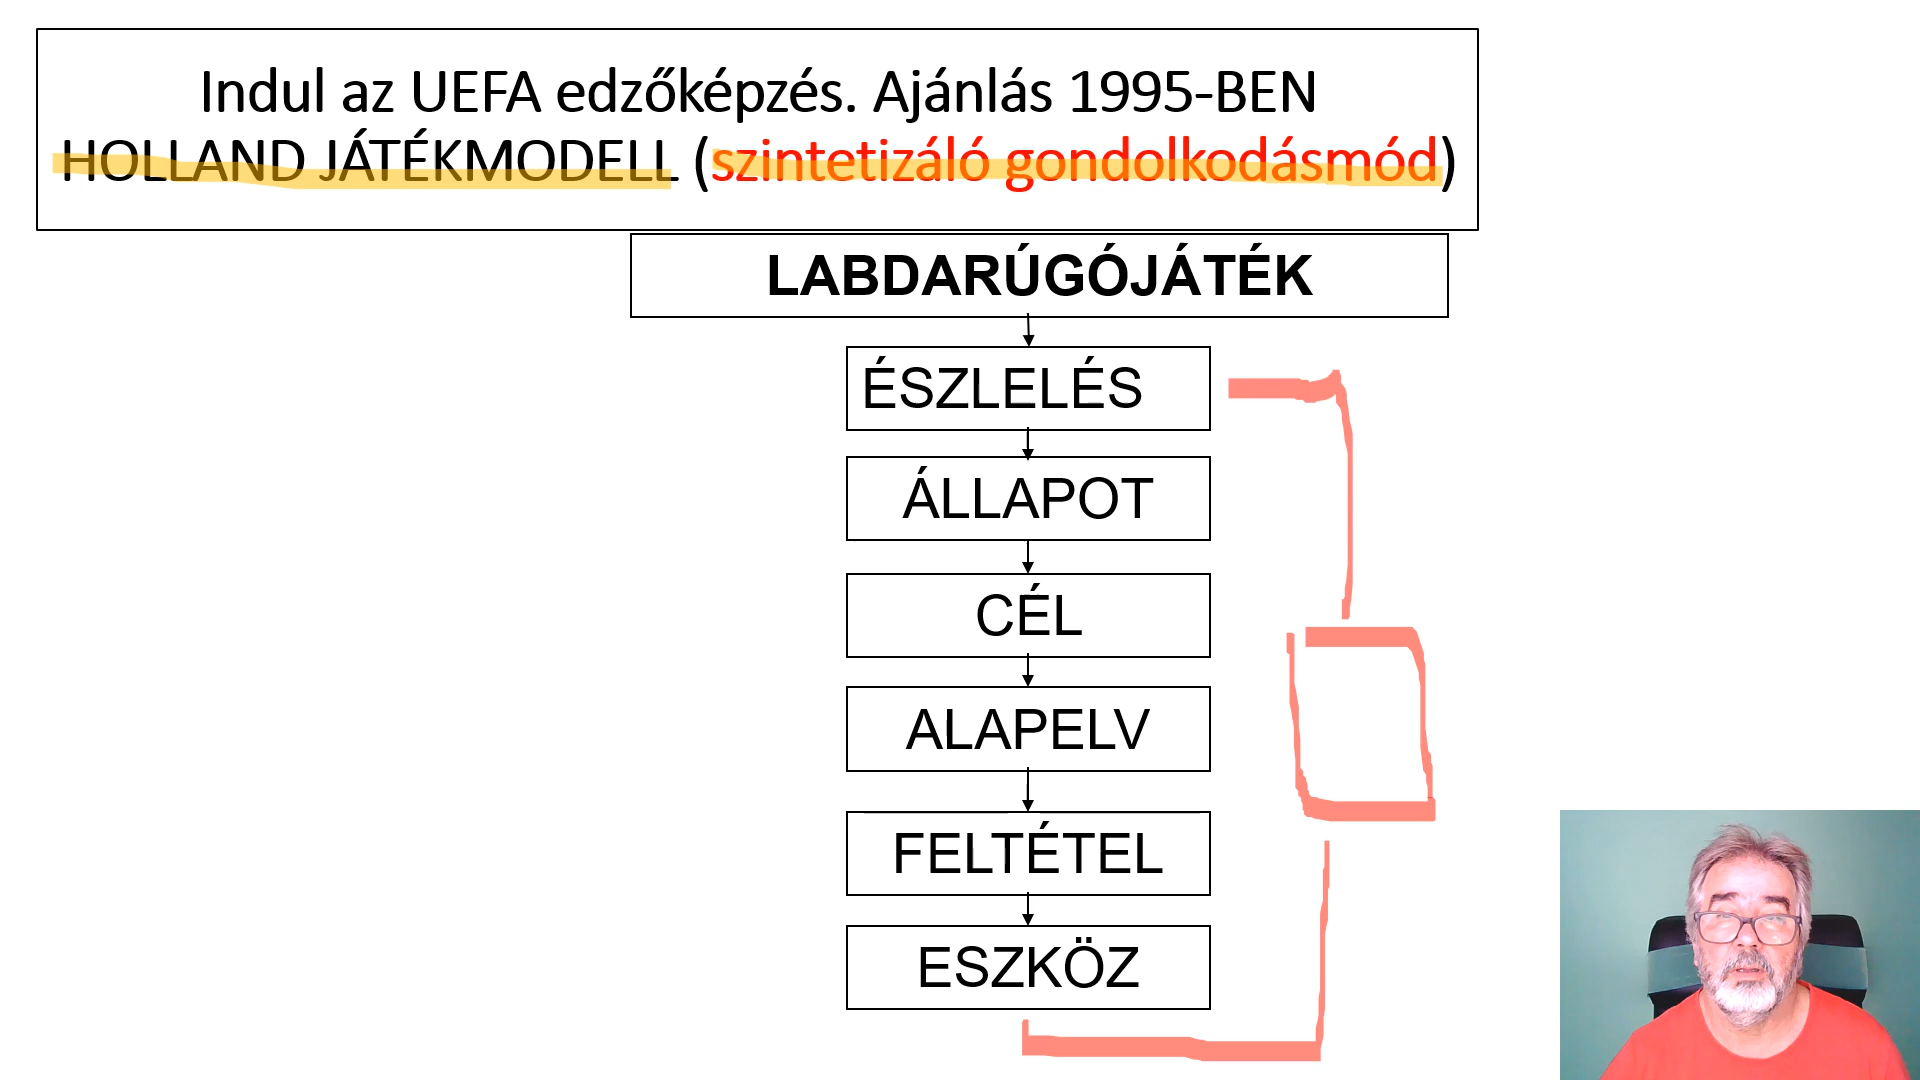 Indul az UEFA edzőképzés. Ajánlás 1995-BEN
HOLLAND JÁTÉKMODELL (szintetizáló gondolkodásmód)
LABDARÚGÓJÁTÉK
ÉSZLELÉS
ÁLLAPOT
CÉL
ALAPELV
FELTÉTEL
ESZKÖZ